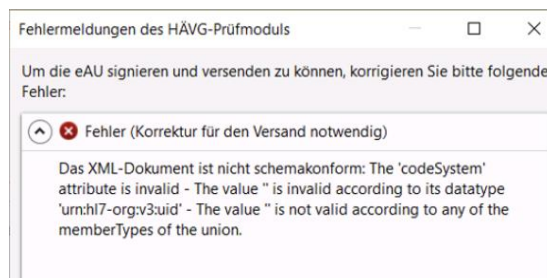 Fehlermeldungen des HÄVG-Prüfmoduls
Um die eAU signieren und versenden zu können, korrigieren Sie bitte folgende
Fehler:
Fehler (Korrektur für den Versand notwendig)
Das XML-Dokument ist nicht schemakonform: The 'codeSystem'
attribute is invalid - The value '' is invalid according to its datatype
'urn:hl7-org:v3:uid' - The value '' is not valid according to any of the
memberTypes of the union.